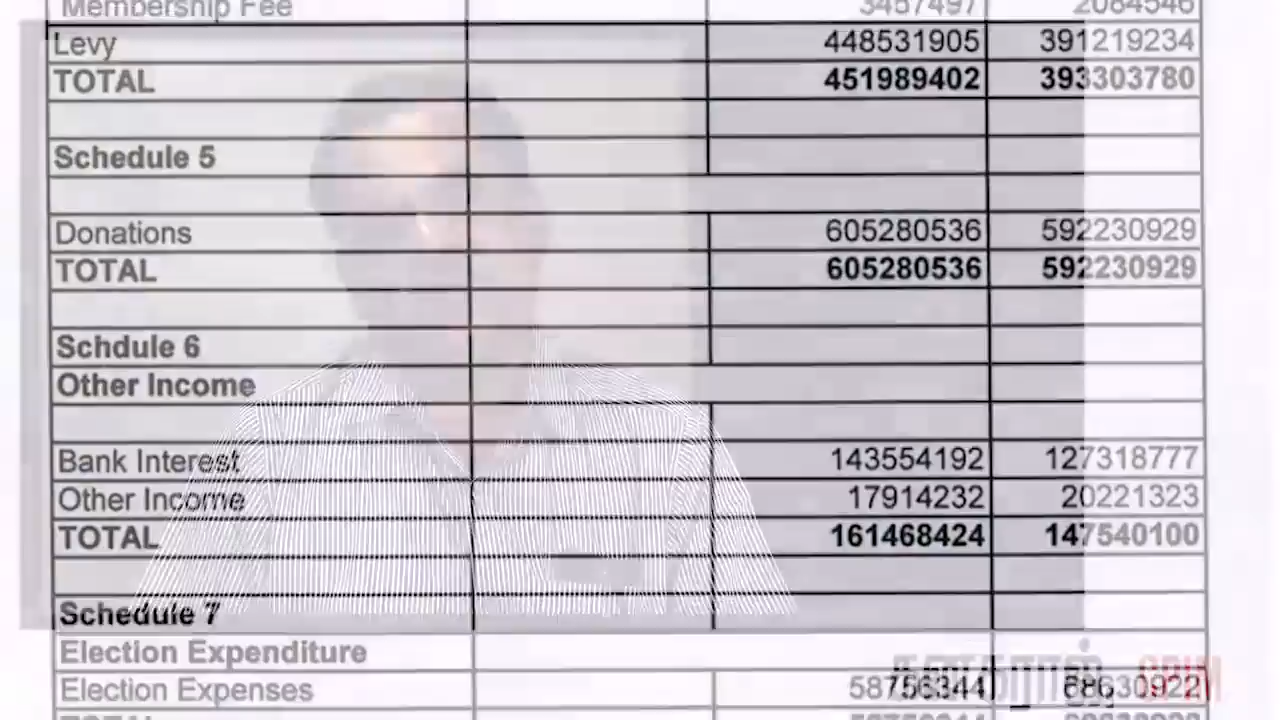 Membership Fee 3457497 2084546
Levy 448531905 391219234
TOTAL 451989402 393303780
Schedule 5
Donations 605280536 592230929
TOTAL 605280536 592230929
Schdule 6
Other Income
Bank Interest 143554192 127318777
Other Income 17914232 20221323
TOTAL 161468424 147540100
Schedule 7
Election Expenditure
Election Expenses 58756344
TOTAL